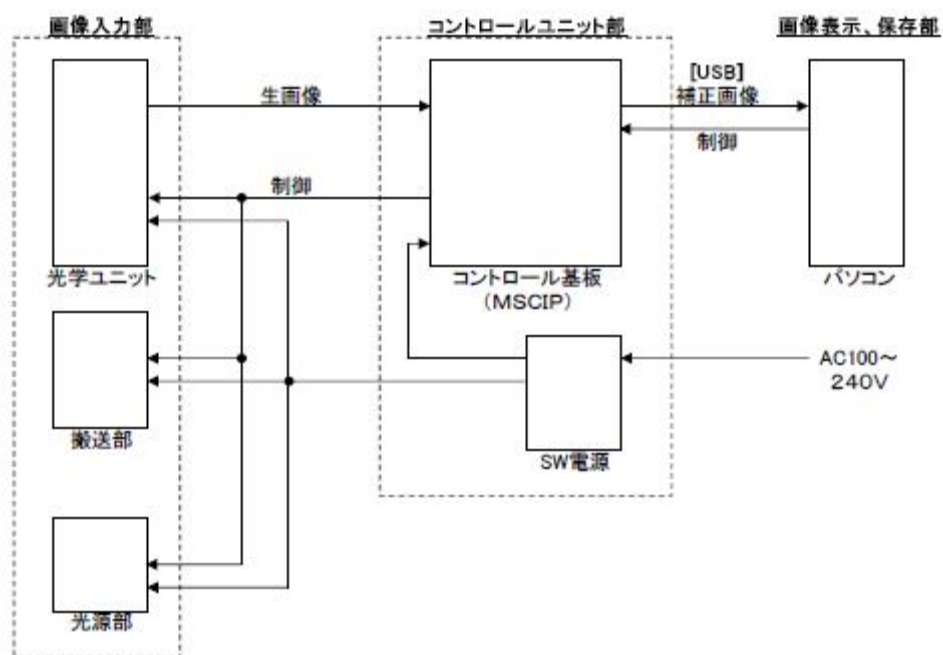 画像入力部
コントロールユニット部
画像表示、保存部
生画像
[USB]
補正画像
制御
制御
光学ユニット
コントロール基板
（MSCIP）
パソコン
搬送部
SW電源
AC100～
240V
光源部